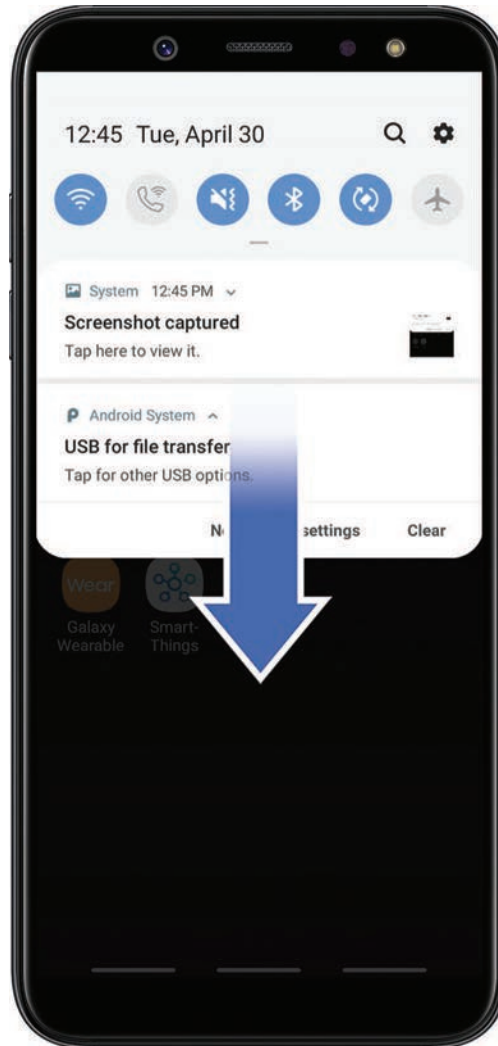 12:45 Tue, April 30
System 12:45 PM
Screenshot captured
Tap here to view it.
Android System
USB for file transfer
Tap for other USB options.
settings Clear
Wear
Galaxy Smart-
Wearable Things